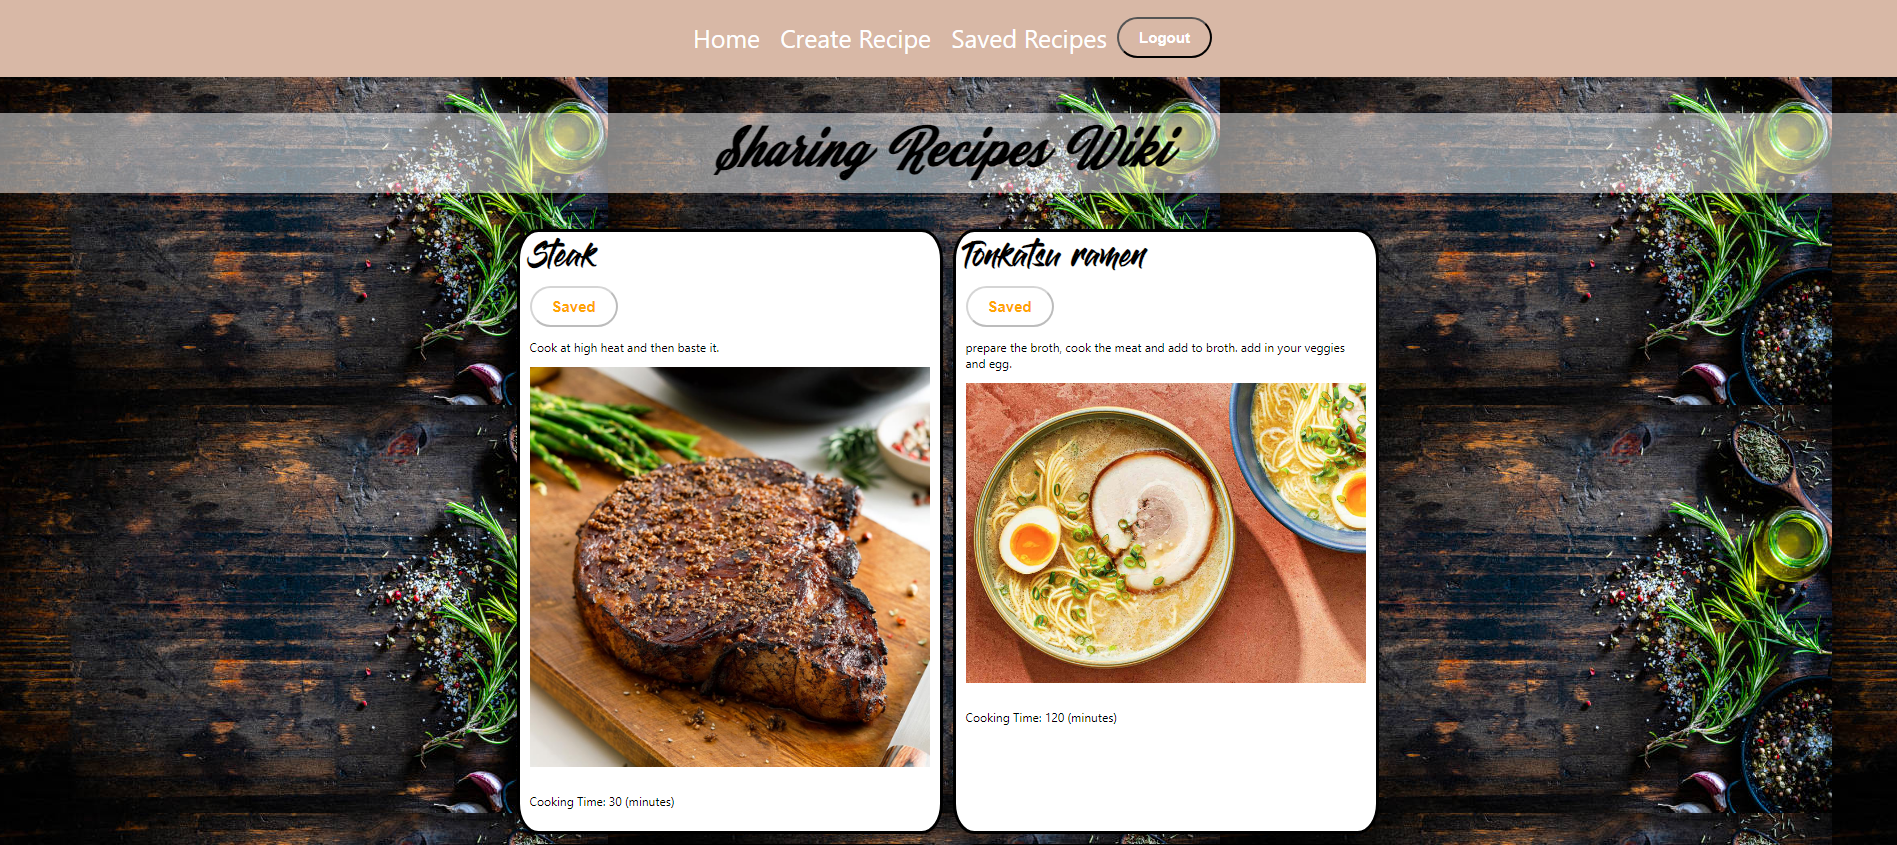 Home Create Recipe Saved Recipes Logout
Sharing Recipes Wiki
Steak
Saved
Cook at high heat and then baste it.
Cooking Time: 30 (minutes)
Tonkatsu ramen
Saved
prepare the broth, cook the meat and add to broth. add in your veggies
and egg.
Cooking Time: 120 (minutes)